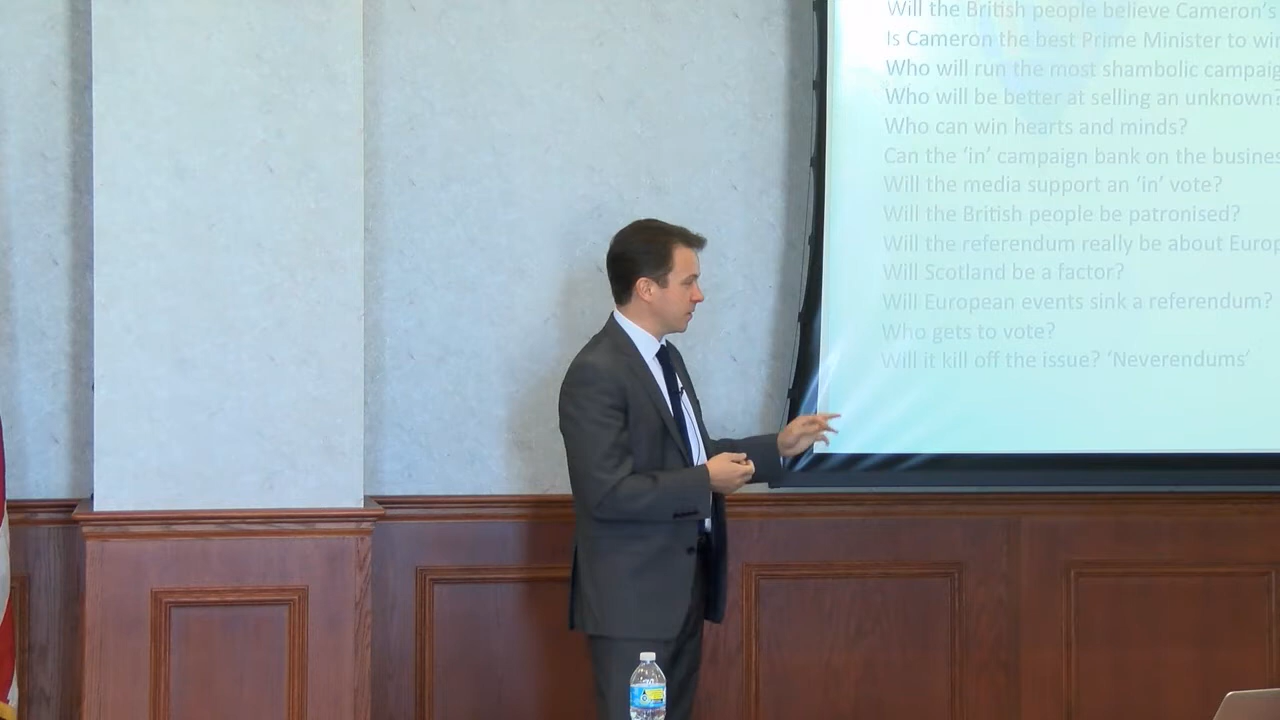 Will the British people believe Cameron's
Is Cameron the best Prime Minister to win
Who will run the most shambolic campaig
Who will be better at selling an unknown?
Who can win hearts and minds?
Can the 'in' campaign bank on the busines
Will the media support an 'in' vote?
Will the British people be patronised?
Will the referendum really be about Europ
Will Scotland be a factor?
Will European events sink a referendum?
Who gets to vote?
Will it kill off the issue? 'Neverendums'